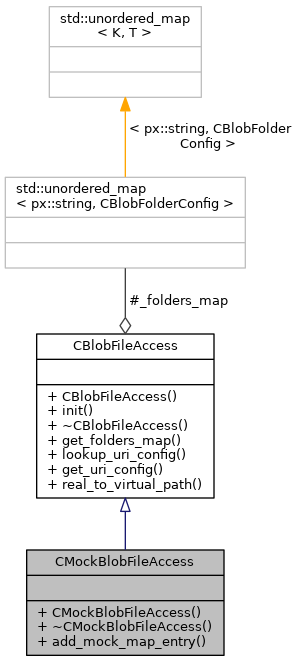 std::unordered_map
< K, T >
< px::string, CBlobFolder
Config >
std::unordered_map
< px::string, CBlobFolderConfig >
#_folders_map
CBlobFileAccess
+ CBlobFileAccess()
+ init()
+ ~CBlobFileAccess()
+ get_folders_map()
+ lookup_uri_config()
+ get_uri_config()
+ real_to_virtual_path()
CMockBlobFileAccess
+ CMockBlobFileAccess()
+ ~CMockBlobFileAccess()
+ add_mock_map_entry()